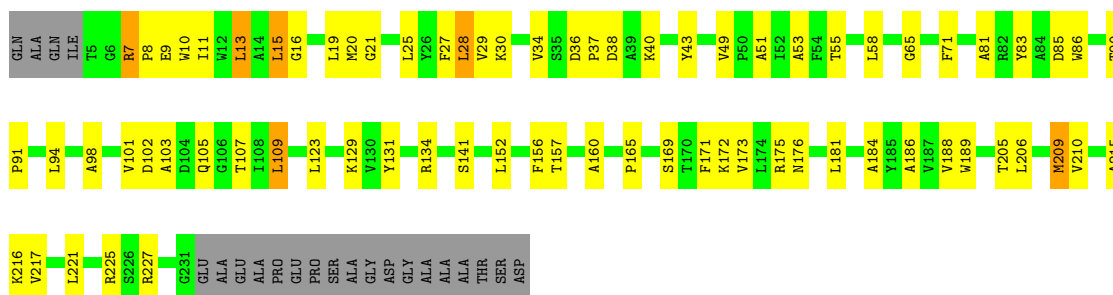 GLN ALA GLN ILE T5 G6 R7 P8 E9 W10 I11 W12 L13 A14 L15 G16 L19 M20 G21 L25 Y26 F27 L28 V29 K30 V34 S35 D36 P37 D38 A39 K40 Y43 V49 P50 A51 I52 A53 F54 T55 L58 G65 F71 A81 R82 Y83 A84 D85 W86
P91 L94 A98 V101 D102 A103 D104 Q105 G106 T107 I108 L109 L123 K129 V130 Y131 R134 S141 L152 F156 T157 A160 P165 S169 T170 F171 K172 V173 L174 R175 N176 L181 A184 Y185 A186 V187 V188 W189 T205 L206 M209 V210
K216 V217 L221 R225 S226 R227 G231 GLU ALA GLU ALA PRO GLU PRO SER ALA GLY ASP GLY ALA ALA ALA THR SER ASP